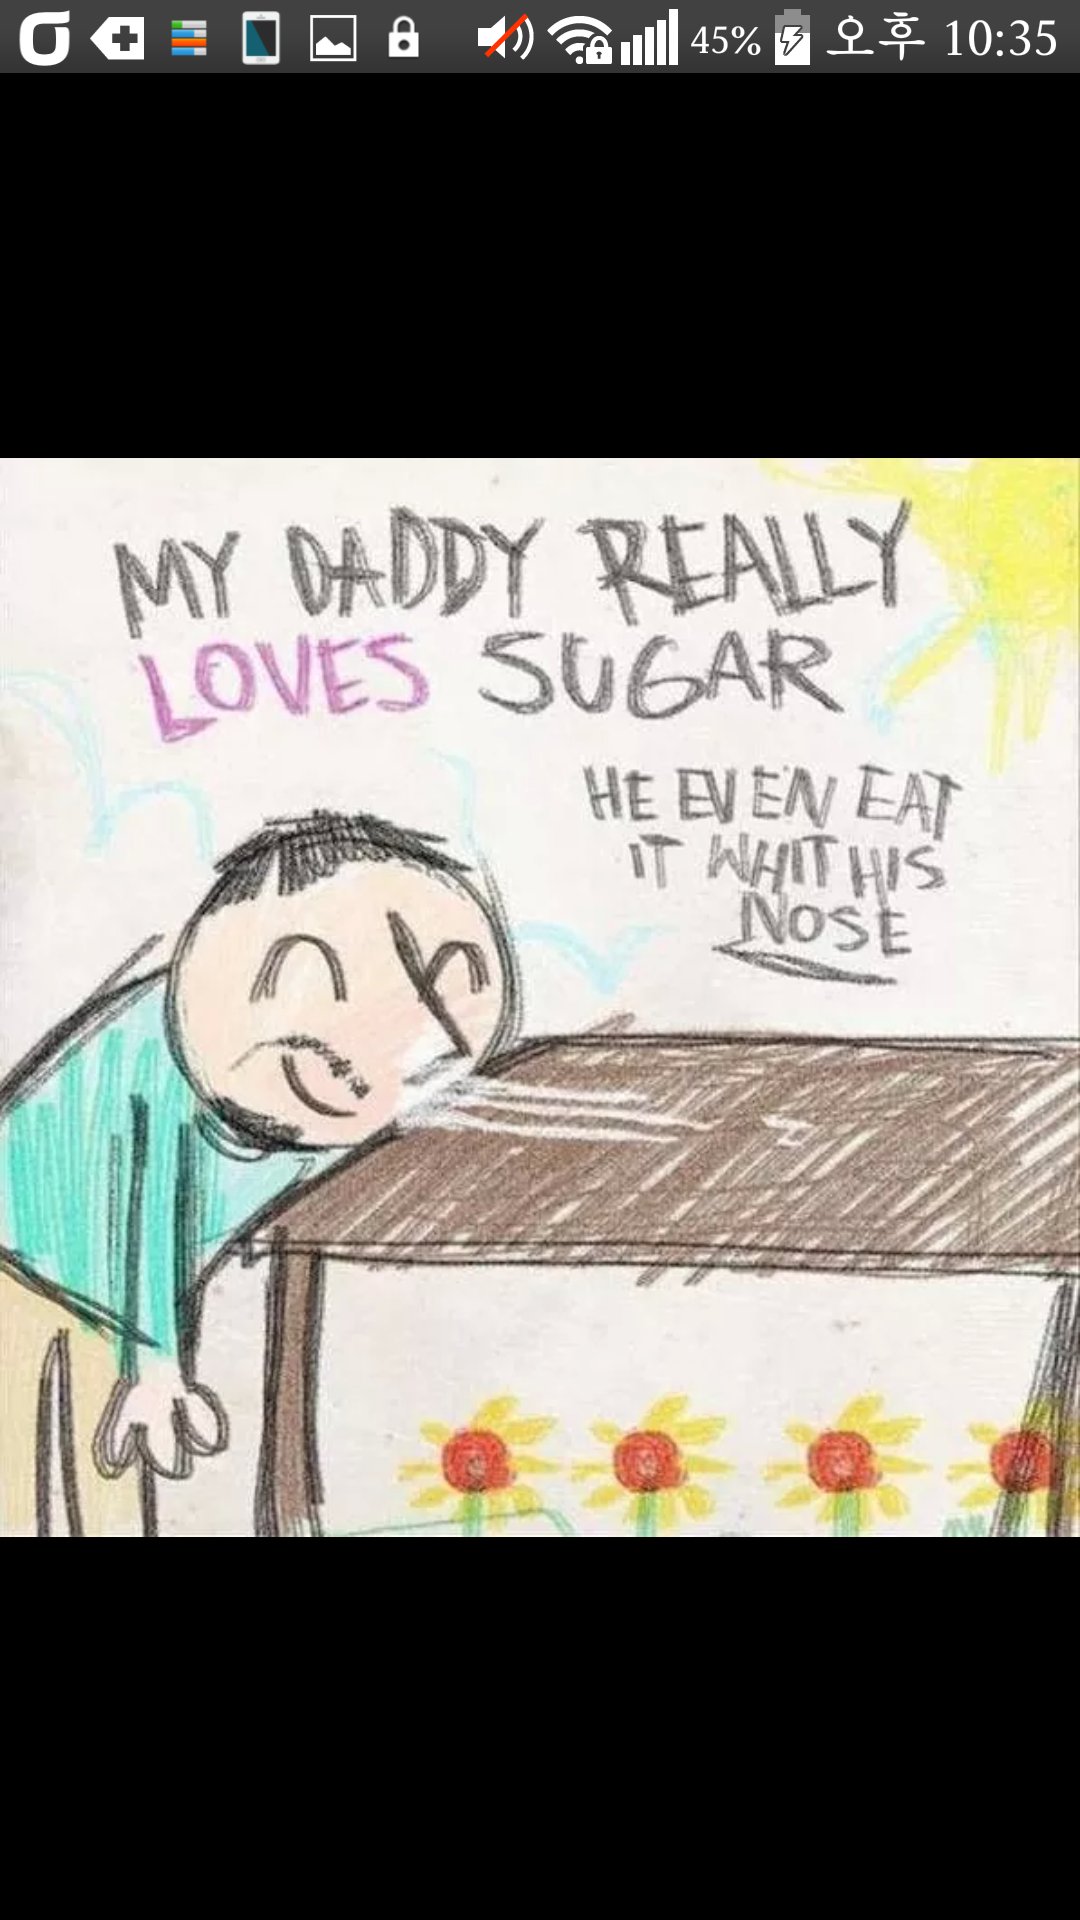 45% 오후 10:35
MY DADDY REALLY
LOVES SUGAR
HE EVEN EAT
IT WHIT HIS
NOSE